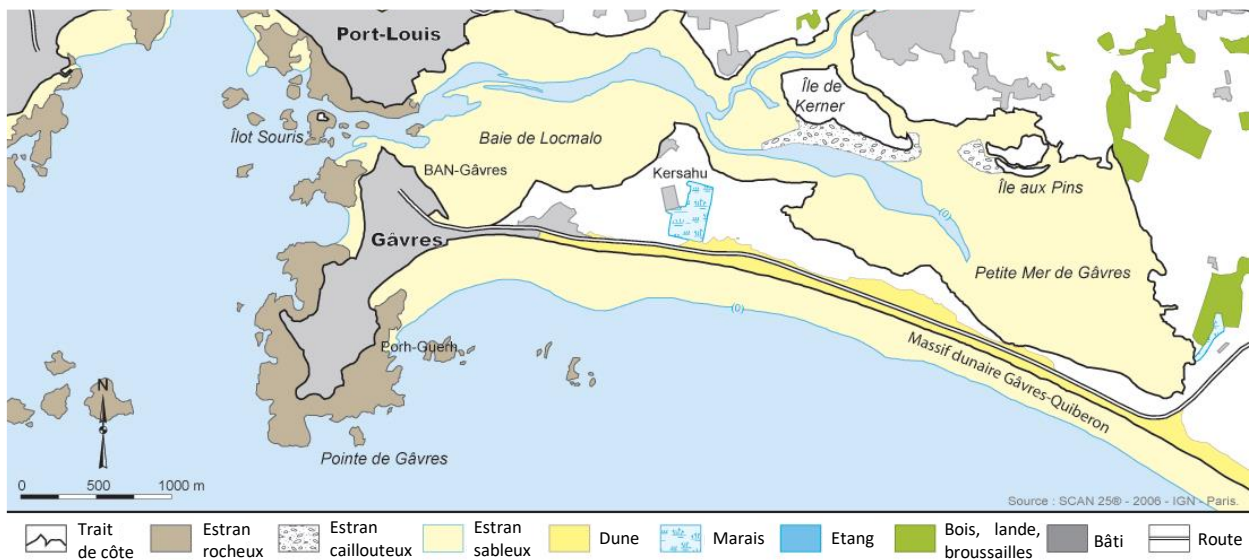 Port-Louis
Île de
Kerner
Îlot Souris
Baie de Locmalo
BAN-Gâvres
Kersahu
Île aux Pins
(0)
Gâvres
Petite Mer de Gâvres
(0)
Porh-Guerh
Massif dunaire Gâvres-Quiberon
N
Pointe de Gâvres
0 500 1000 m
Source : SCAN 25® - 2006 - IGN - Paris.
Trait
de côte
Estran
rocheux
Estran
caillouteux
Estran
sableux
Dune
Marais
Etang
Bois, lande,
broussailles
Bâti
Route